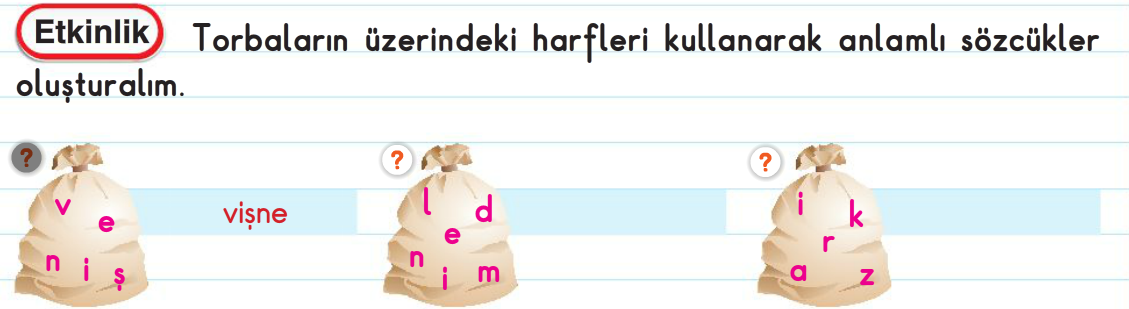 Etkinlik Torbaların üzerindeki harfleri kullanarak anlamlı sözcükler
oluşturalım.
? ? ?
v e n i ş
vişne
l d e n i m
i k r a z